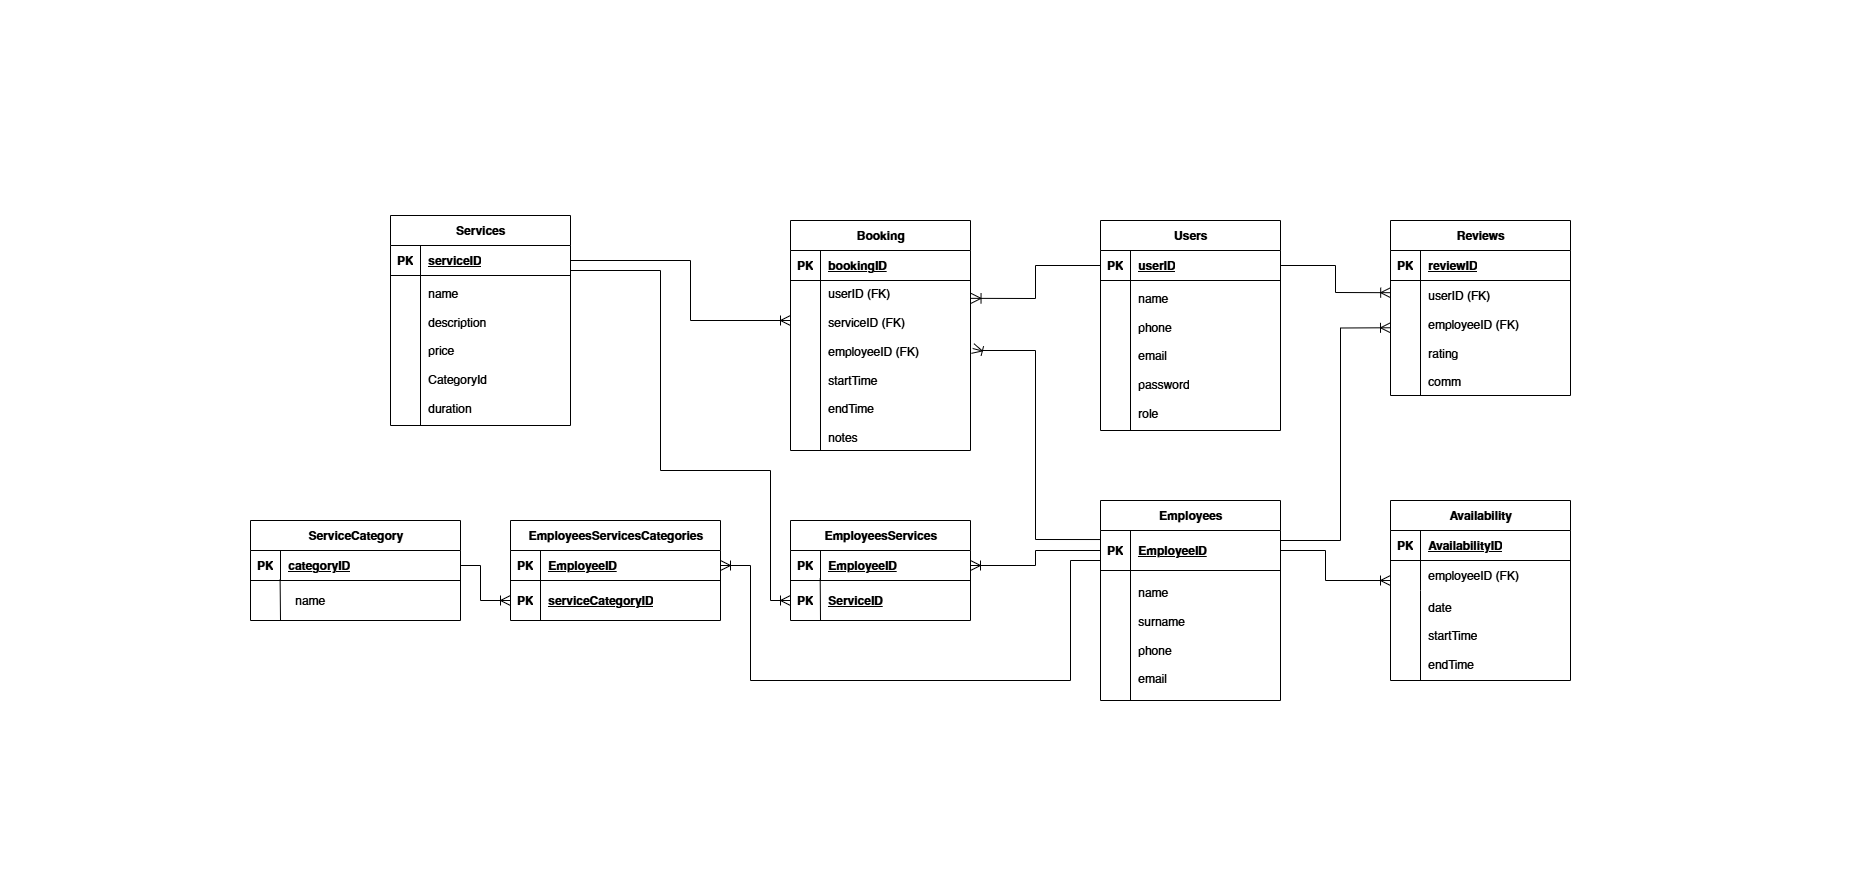 Services
PK serviceID
name
description
price
CategoryId
duration
Booking
PK bookingID
userID (FK)
serviceID (FK)
employeeID (FK)
startTime
endTime
notes
Users
PK userID
name
phone
email
password
role
Reviews
PK reviewID
userID (FK)
employeeID (FK)
rating
comm
ServiceCategory
PK categoryID
name
EmployeesServicesCategories
PK EmployeeID
PK serviceCategoryID
EmployeesServices
PK EmployeeID
PK ServiceID
Employees
PK EmployeeID
name
surname
phone
email
Availability
PK AvailabilityID
employeeID (FK)
date
startTime
endTime